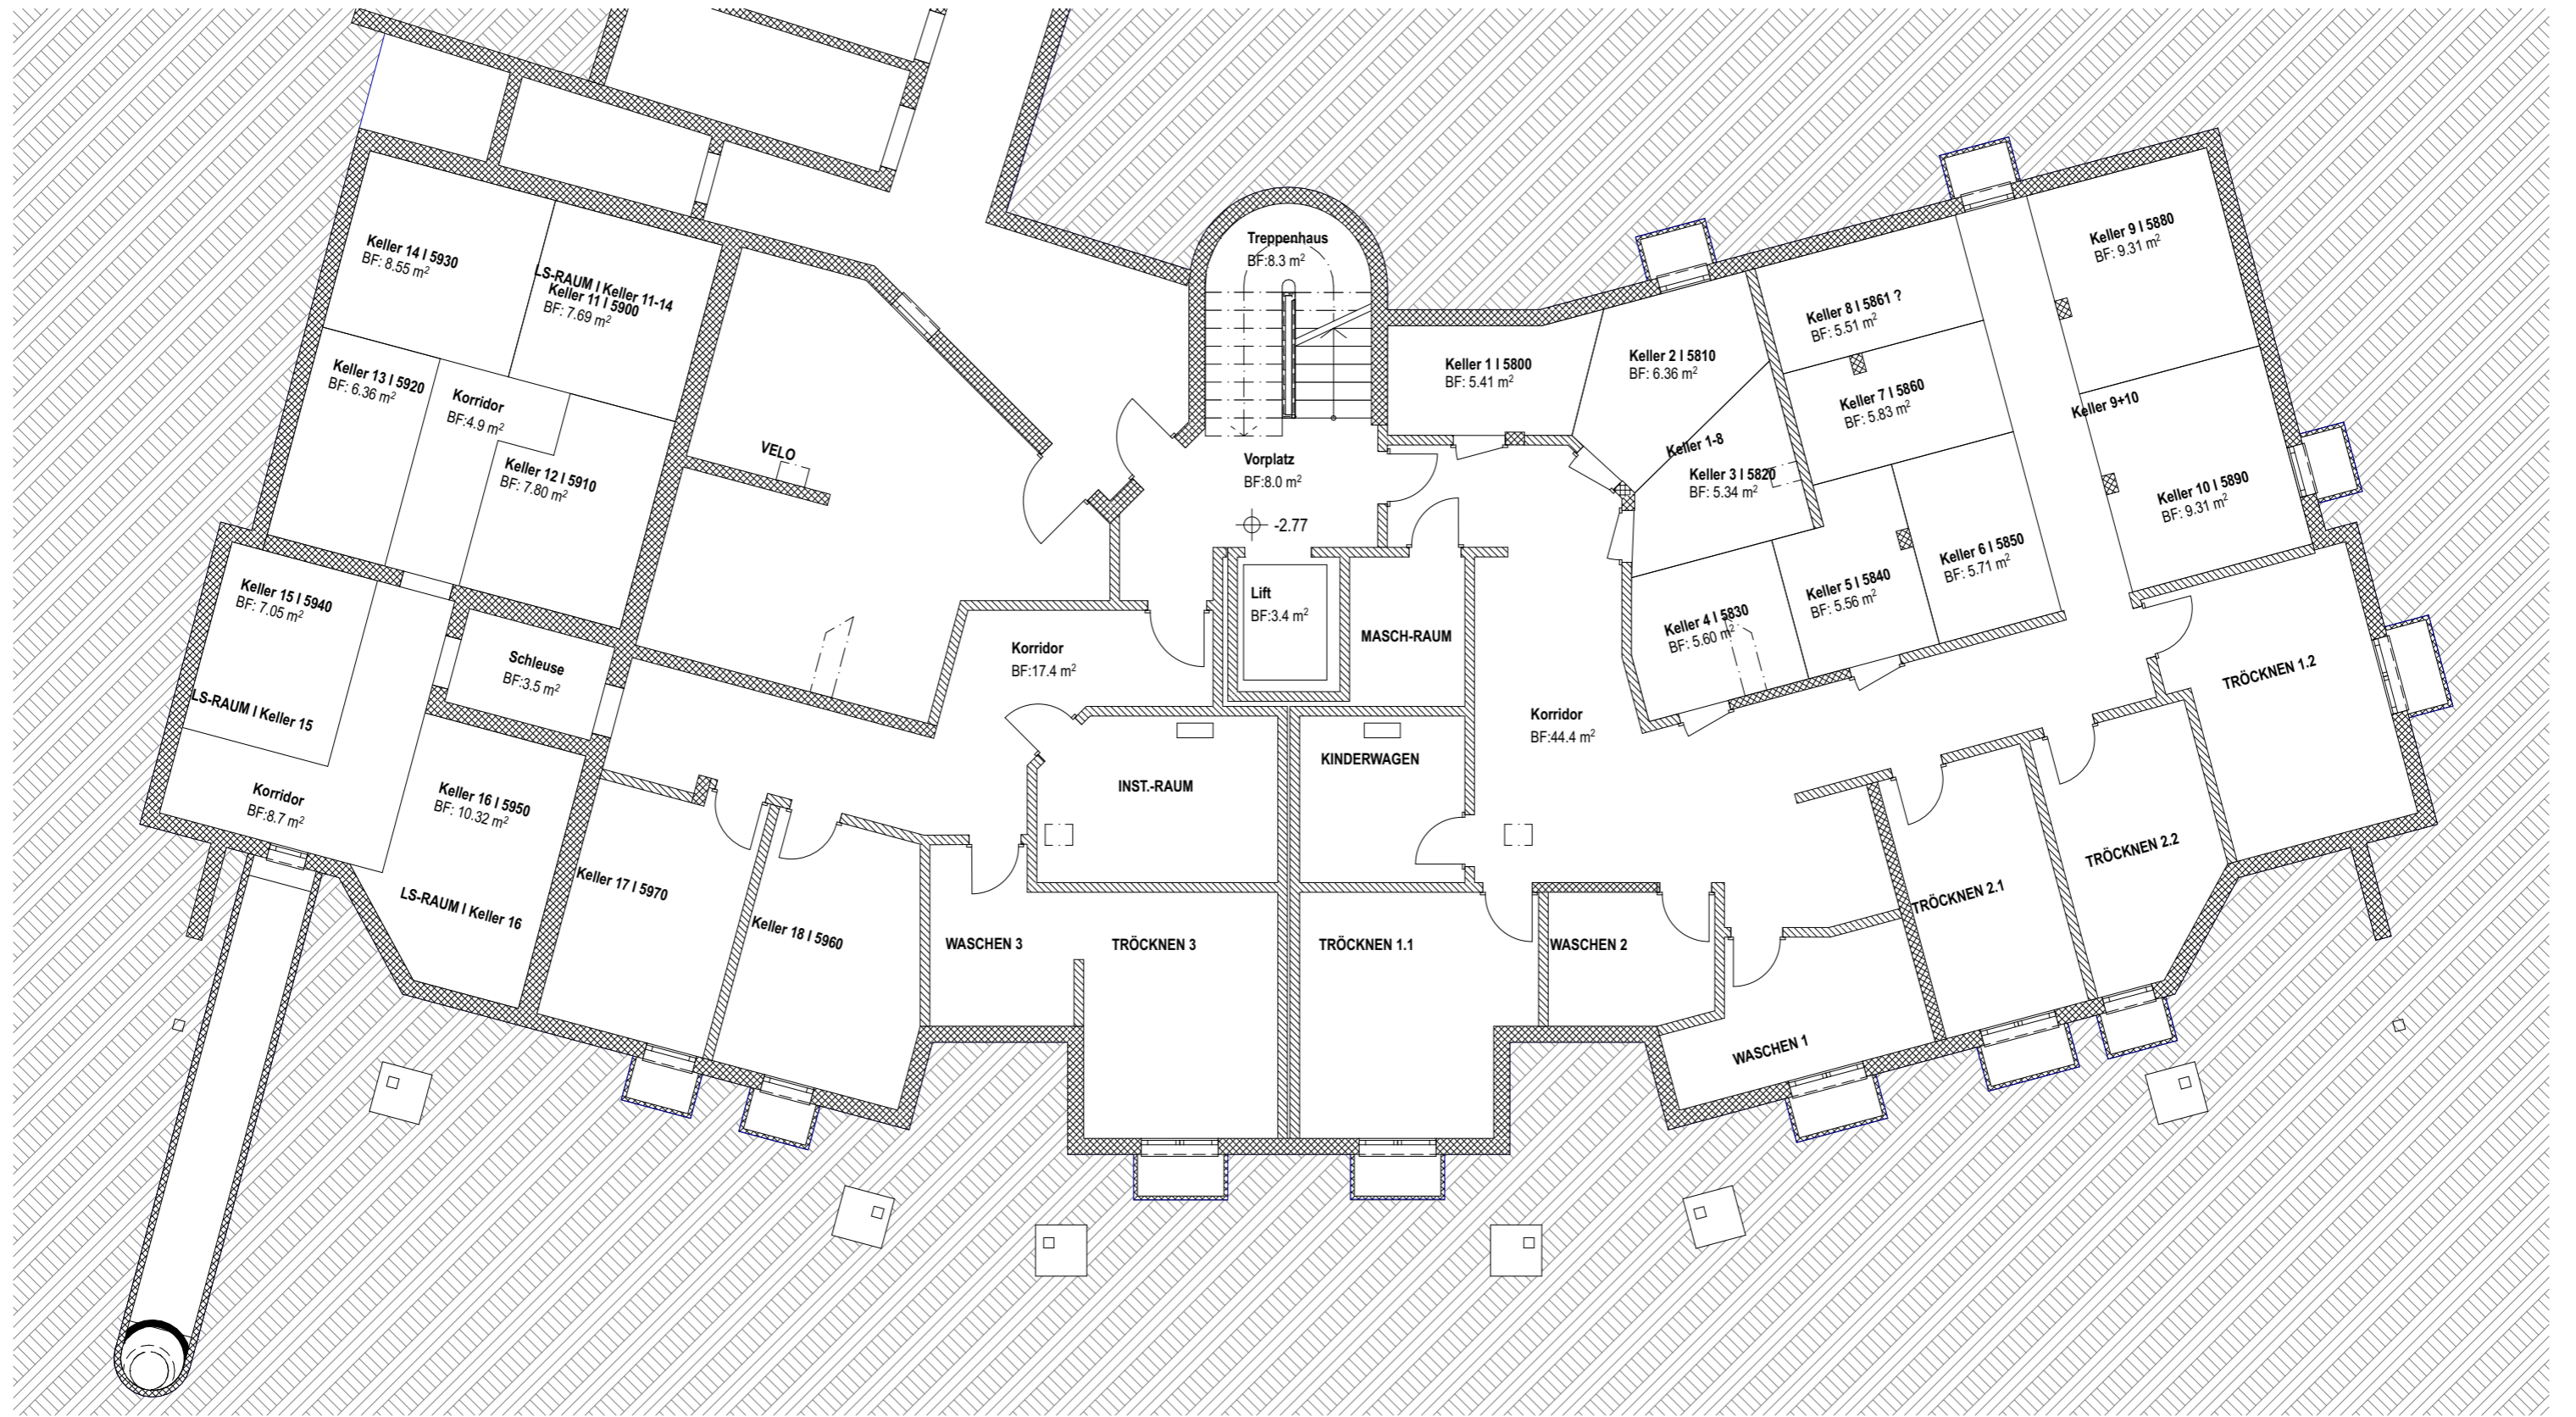 Treppenhaus
BF:8.3 m²
Keller 14 I 5930
BF: 8.55 m²
LS-RAUM I Keller 11-14
Keller 11 I 5900
BF: 7.69 m²
Keller 13 I 5920
BF: 6.36 m²
Korridor
BF:4.9 m²
Keller 12 I 5910
BF: 7.80 m²
VELO
Vorplatz
BF:8.0 m²
-2.77
Keller 1 I 5800
BF: 5.41 m²
Keller 2 I 5810
BF: 6.36 m²
Keller 1-8
Keller 3 I 5820
BF: 5.34 m²
Keller 8 I 5861 ?
BF: 5.51 m²
Keller 7 I 5860
BF: 5.83 m²
Keller 9 I 5880
BF: 9.31 m²
Keller 9+10
Keller 10 I 5890
BF: 9.31 m²
Keller 6 I 5850
BF: 5.71 m²
Keller 5 I 5840
BF: 5.56 m²
Keller 4 I 5830
BF: 5.60 m²
Keller 15 I 5940
BF: 7.05 m²
LS-RAUM I Keller 15
Schleuse
BF:3.5 m²
Korridor
BF:17.4 m²
Lift
BF:3.4 m²
MASCH-RAUM
Korridor
BF:44.4 m²
TRÖCKNEN 1.2
Korridor
BF:8.7 m²
Keller 16 I 5950
BF: 10.32 m²
LS-RAUM I Keller 16
Keller 17 I 5970
Keller 18 I 5960
INST.-RAUM
KINDERWAGEN
WASCHEN 3
TRÖCKNEN 3
TRÖCKNEN 1.1
WASCHEN 2
WASCHEN 1
TRÖCKNEN 2.1
TRÖCKNEN 2.2